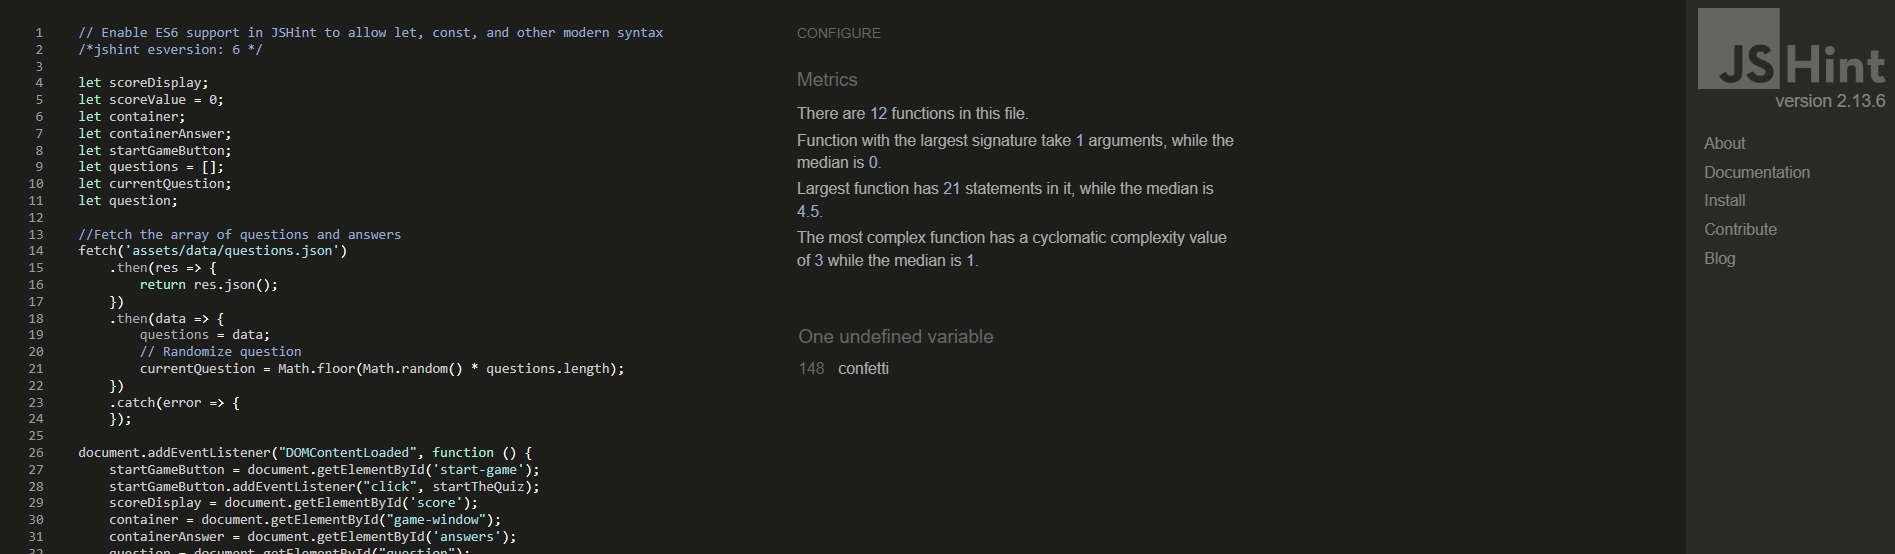 1 // Enable ES6 support in JSHint to allow let, const, and other modern syntax
2 /*jshint esversion: 6 */
3
4 let scoreDisplay;
5 let scoreValue = 0;
6 let container;
7 let containerAnswer;
8 let startGameButton;
9 let questions = [];
10 let currentQuestion;
11 let question;
12
13 //Fetch the array of questions and answers
14 fetch('assets/data/questions.json')
15 .then(res => {
16 return res.json();
17 })
18 .then(data => {
19 questions = data;
20 // Randomize question
21 currentQuestion = Math.floor(Math.random() * questions.length);
22 })
23 .catch(error => {
24 });
25
26 document.addEventListener("DOMContentLoaded", function () {
27 startGameButton = document.getElementById('start-game');
28 startGameButton.addEventListener("click", startTheQuiz);
29 scoreDisplay = document.getElementById('score');
30 container = document.getElementById("game-window");
31 containerAnswer = document.getElementById('answers');
32 question = document.getElementById("question");
CONFIGURE
Metrics
There are 12 functions in this file.
Function with the largest signature take 1 arguments, while the
median is 0.
Largest function has 21 statements in it, while the median is
4.5.
The most complex function has a cyclomatic complexity value
of 3 while the median is 1.
One undefined variable
148 confetti
JSHint
version 2.13.6
About
Documentation
Install
Contribute
Blog